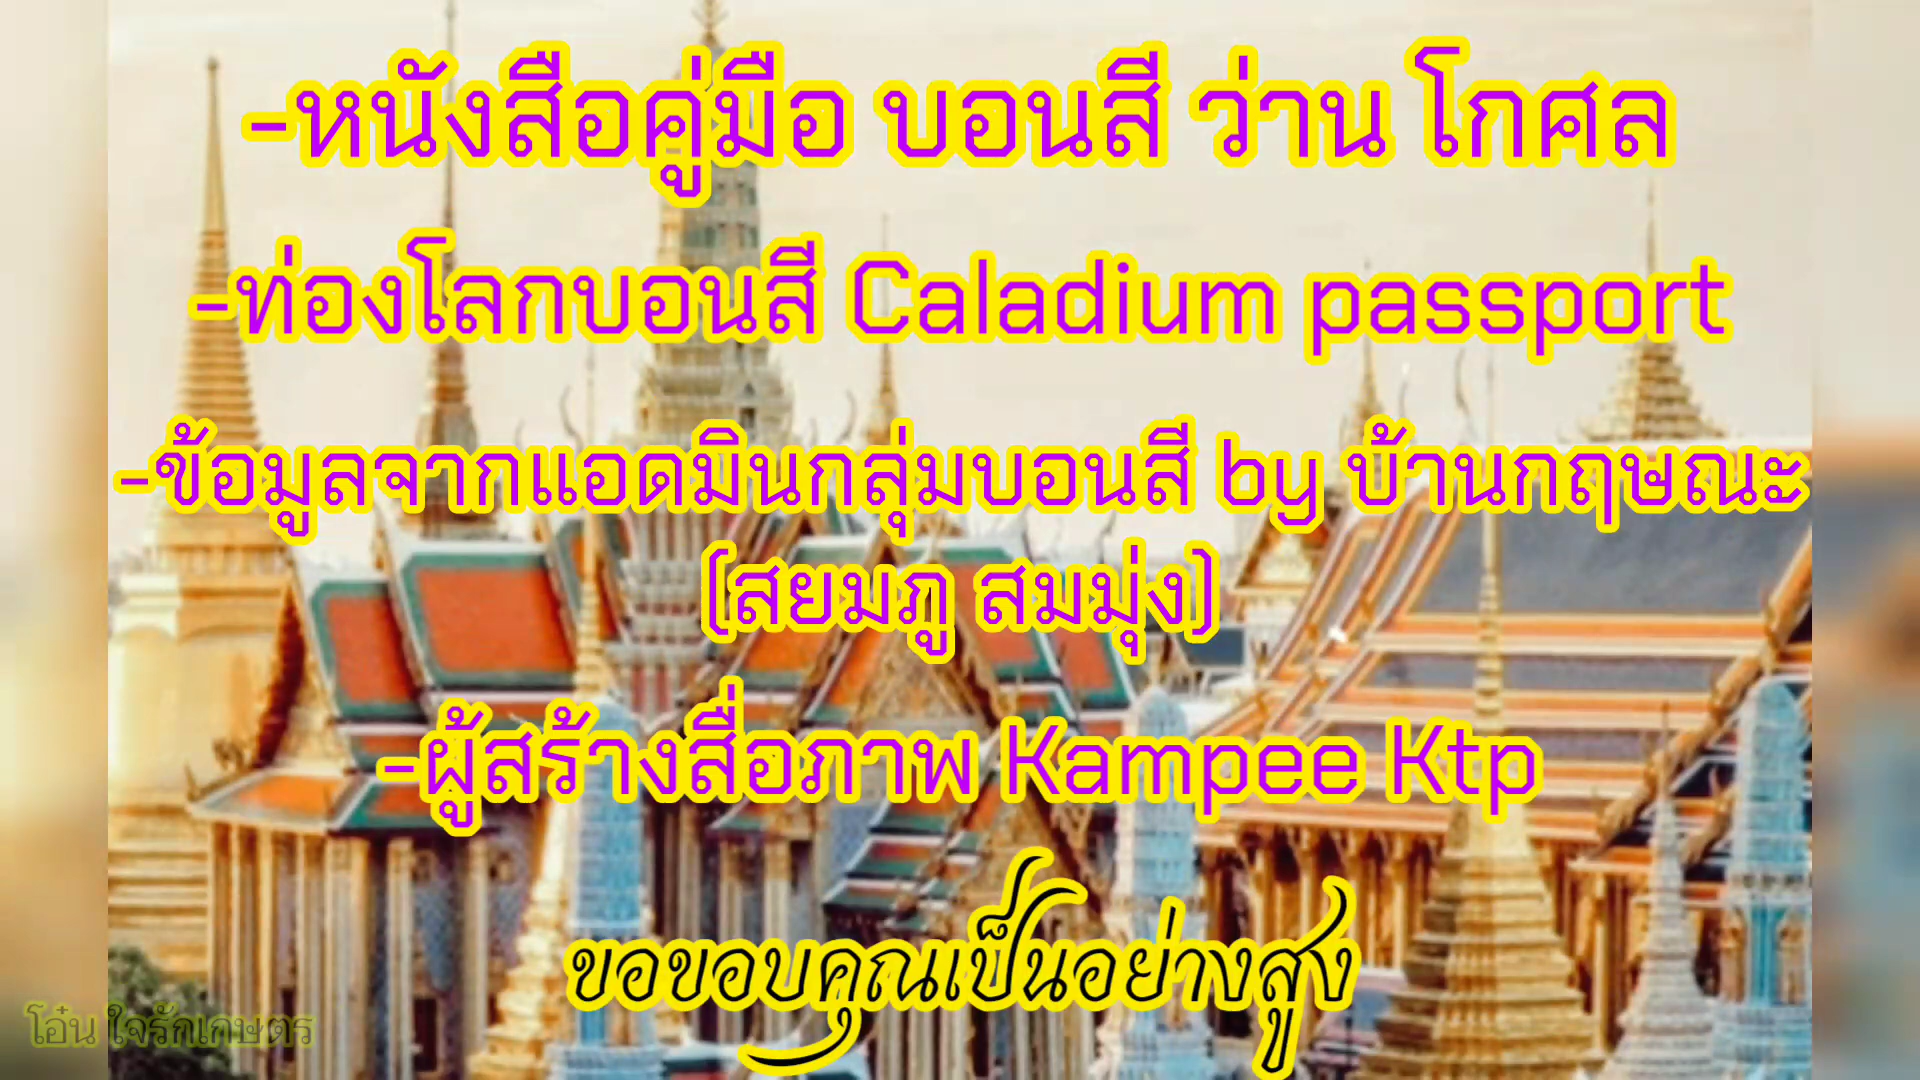 -หนังสือคู่มือ บอนสี ว่าน โกศล
-ท่องโลกบอนสี Caladium passport
-ข้อมูลจากแอดมินกลุ่มบอนสี by บ้านกฤษณะ
(สยมภู สมมุ่ง)
-ผู้สร้างสื่อภาพ Kampee Ktp
ขอขอบคุณเป็นอย่างสูง
โอ๋น ใจรักเกษตร